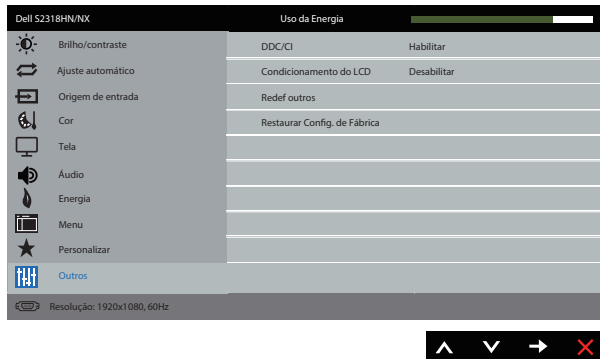 Dell S2318HN/NX Uso da Energia
Brilho/contraste
DDC/CI Habilitar
Ajuste automático
Condicionamento do LCD Desabilitar
Origem de entrada
Redef outros
Cor
Restaurar Config. de Fábrica
Tela
Áudio
Energia
Menu
Personalizar
Outros
Resolução: 1920x1080, 60Hz